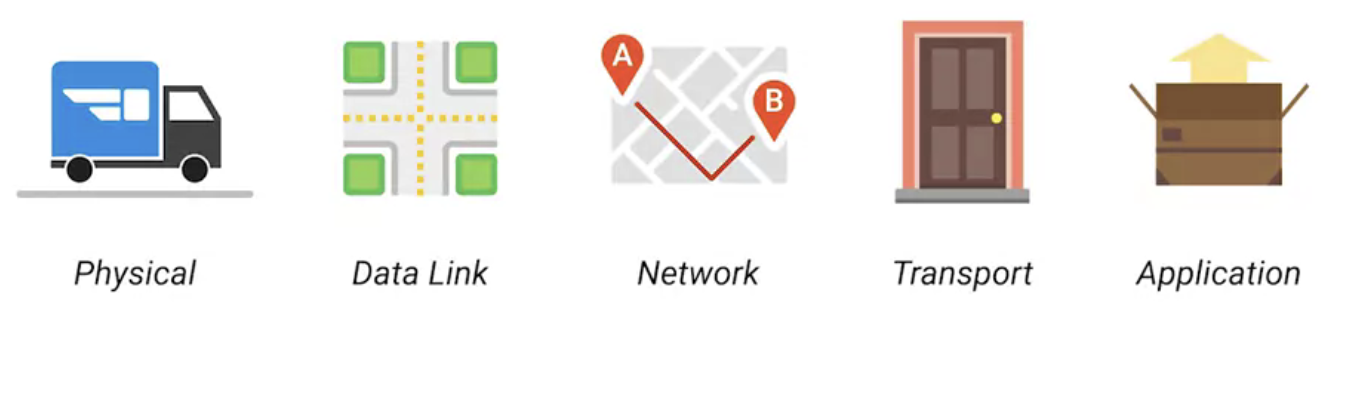 A
B
Physical
Data Link
Network
Transport
Application